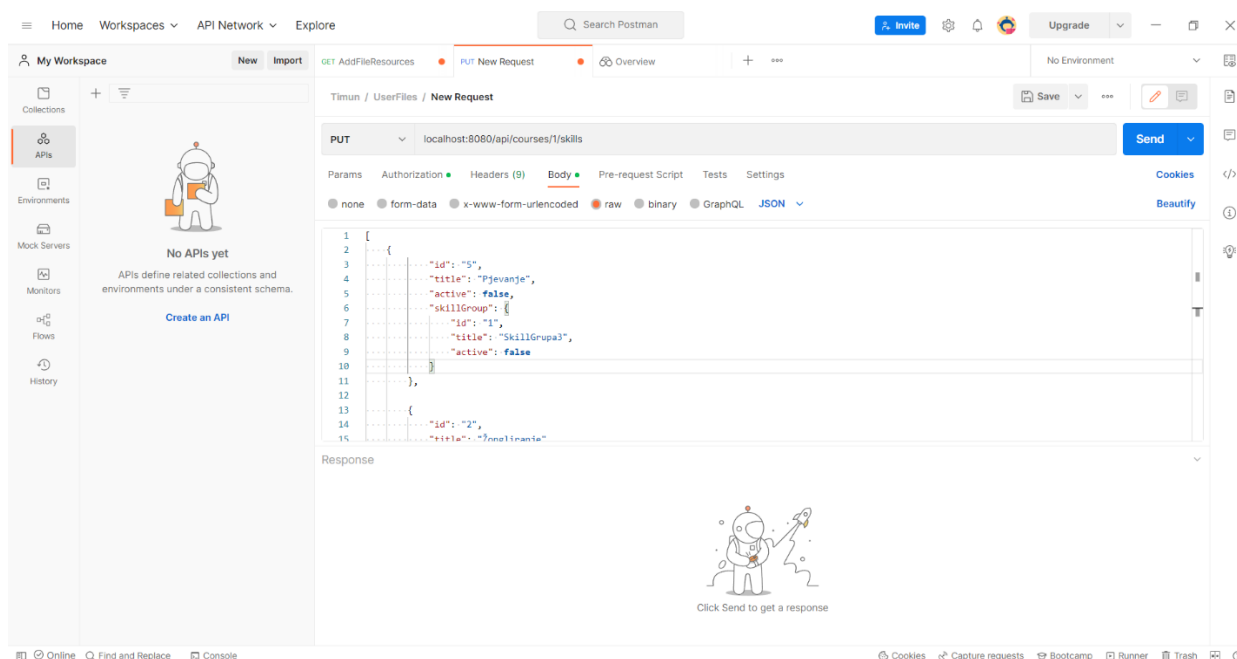 Home Workspaces API Network Explore Search Postman Invite Upgrade
My Workspace New Import GET AddFileResources PUT New Request Overview No Environment
Collections
APIs
Environments
Mock Servers
Monitors
Flows
History
No APIs yet
APIs define related collections and
environments under a consistent schema.
Create an API
Timun / UserFiles / New Request Save
PUT localhost:8080/api/courses/1/skills Send
Params Authorization Headers (9) Body Pre-request Script Tests Settings Cookies
none form-data x-www-form-urlencoded raw binary GraphQL JSON Beautify
1 [
2 {
3 "id": "5",
4 "title": "Pjevanje",
5 "active": false,
6 "skillGroup": {
7 "id": "1",
8 "title": "SkillGrupa3",
9 "active": false
10 }
11 },
12
13 {
14 "id": "2",
15 "title": "Žongliranje"
Response
Click Send to get a response
Online Find and Replace Console Cookies Capture requests Bootcamp Runner Trash